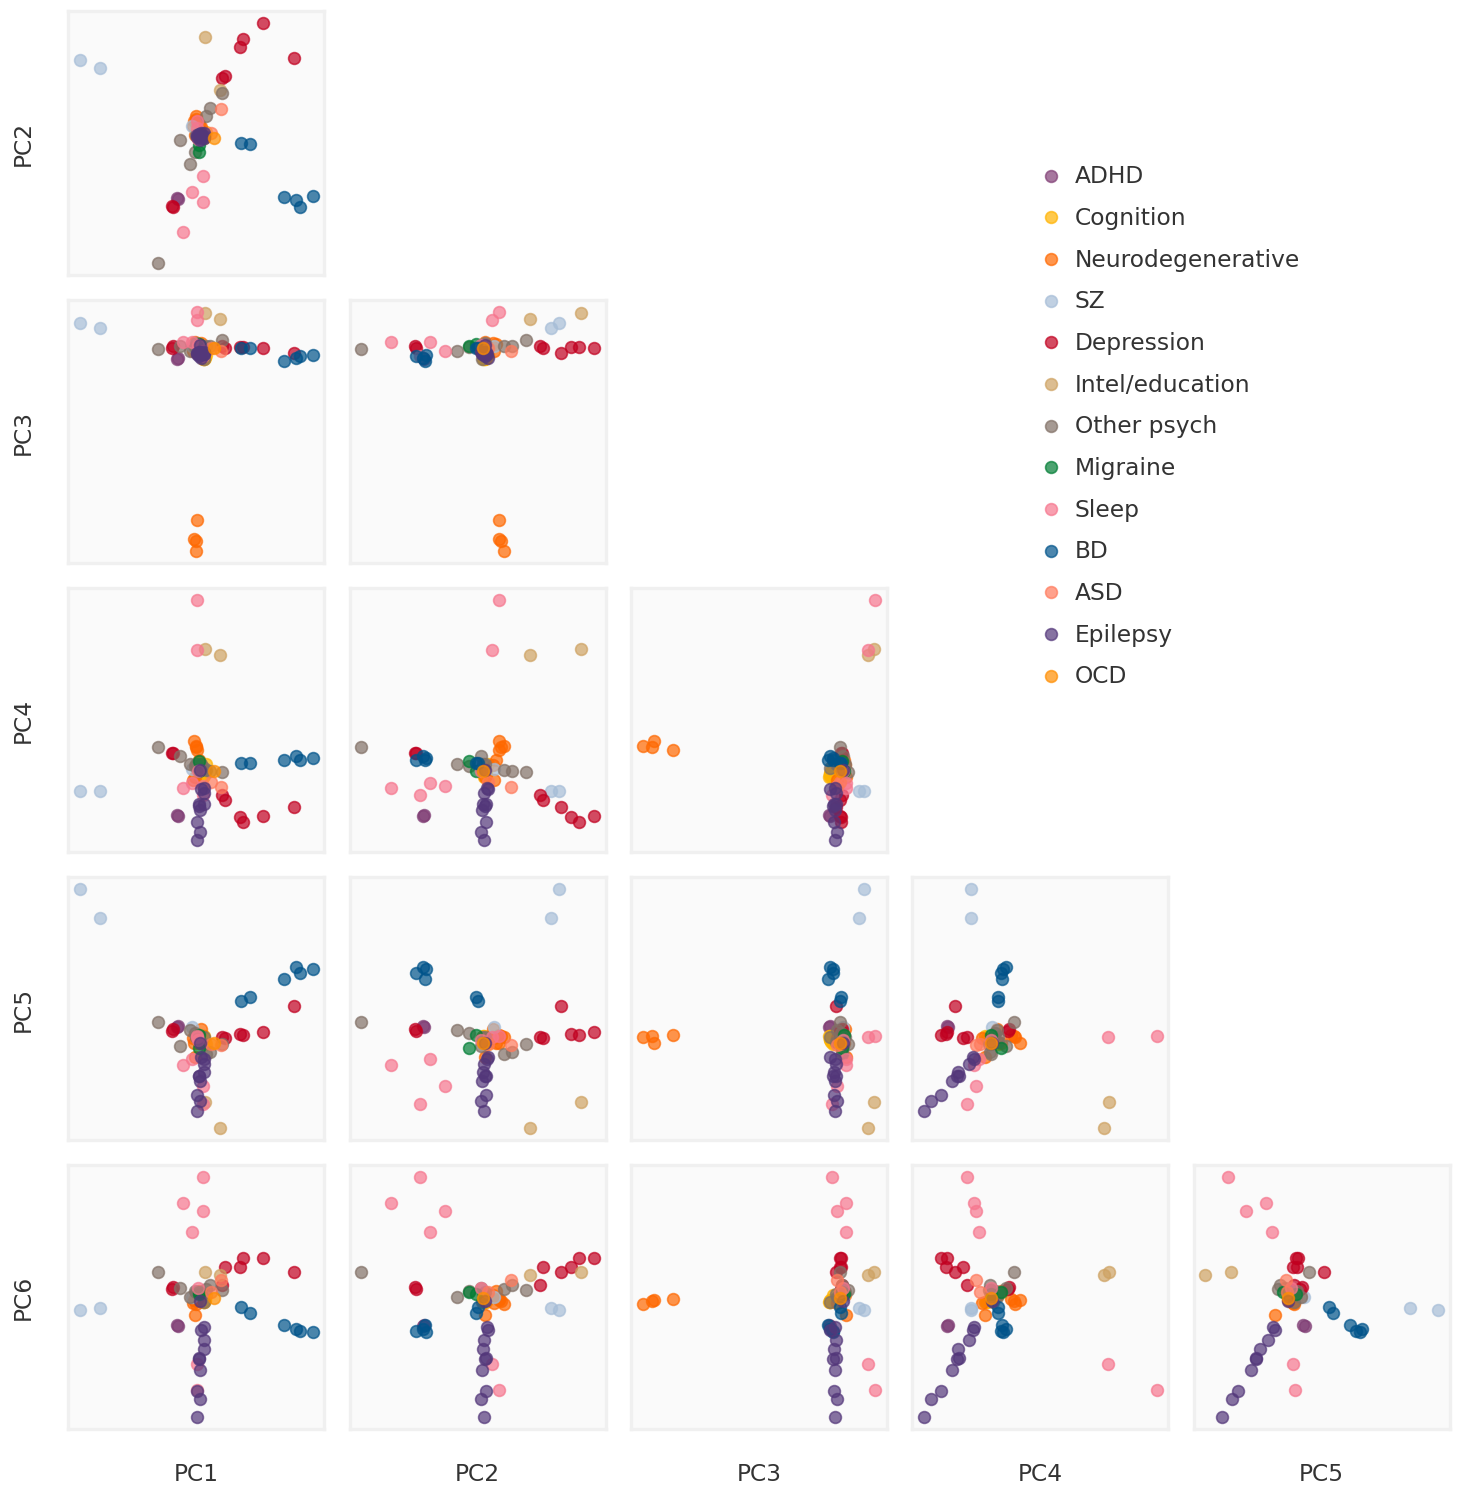 PC2
ADHD
Cognition
Neurodegenerative
SZ
Depression
Intel/education
Other psych
Migraine
Sleep
BD
ASD
Epilepsy
OCD
PC3
PC4
PC5
PC6
PC1
PC2
PC3
PC4
PC5